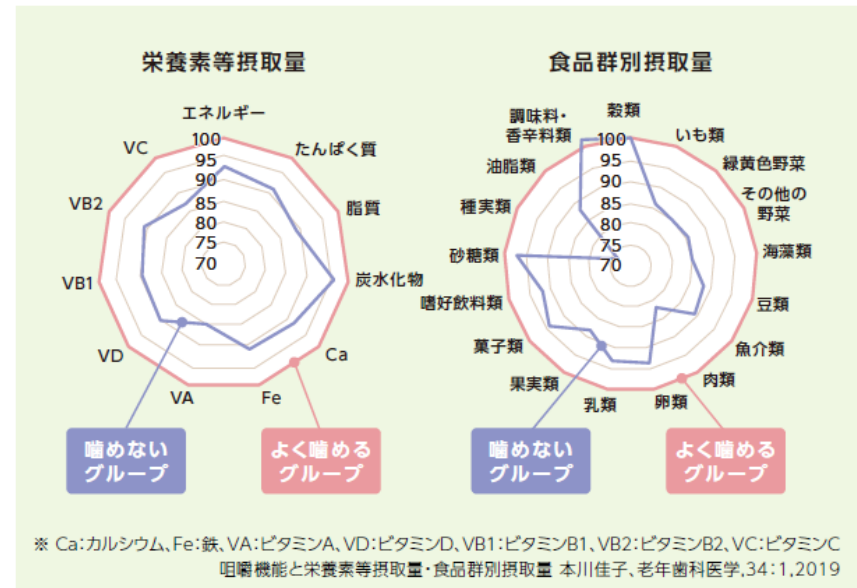 栄養素等摂取量
エネルギー
たんぱく質
脂質
炭水化物
Ca
Fe
VA
VD
VB1
VB2
VC
100
95
90
85
80
75
70
噛めない
グループ
よく噛める
グループ
食品群別摂取量
穀類
いも類
緑黄色野菜
その他の
野菜
海藻類
豆類
魚介類
肉類
卵類
乳類
果実類
菓子類
嗜好飲料類
砂糖類
種実類
油脂類
調味料・
香辛料類
100
95
90
85
80
75
70
噛めない
グループ
よく噛める
グループ
※ Ca：カルシウム、Fe：鉄、VA：ビタミンA、VD：ビタミンD、VB1：ビタミンB1、VB2：ビタミンB2、VC：ビタミンC
咀嚼機能と栄養素等摂取量・食品群別摂取量 本川佳子、老年歯科医学,34：1,2019